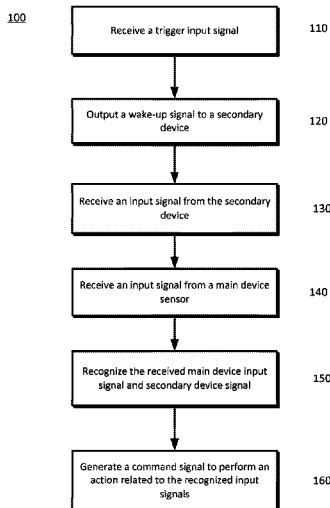 100
Receive a trigger input signal
110
Output a wake-up signal to a secondary
device
120
Receive an input signal from the secondary
device
130
Receive an input signal from a main device
sensor
140
Recognize the received main device input
signal and secondary device signal
150
Generate a command signal to perform an
action related to the recognized input
signals
160